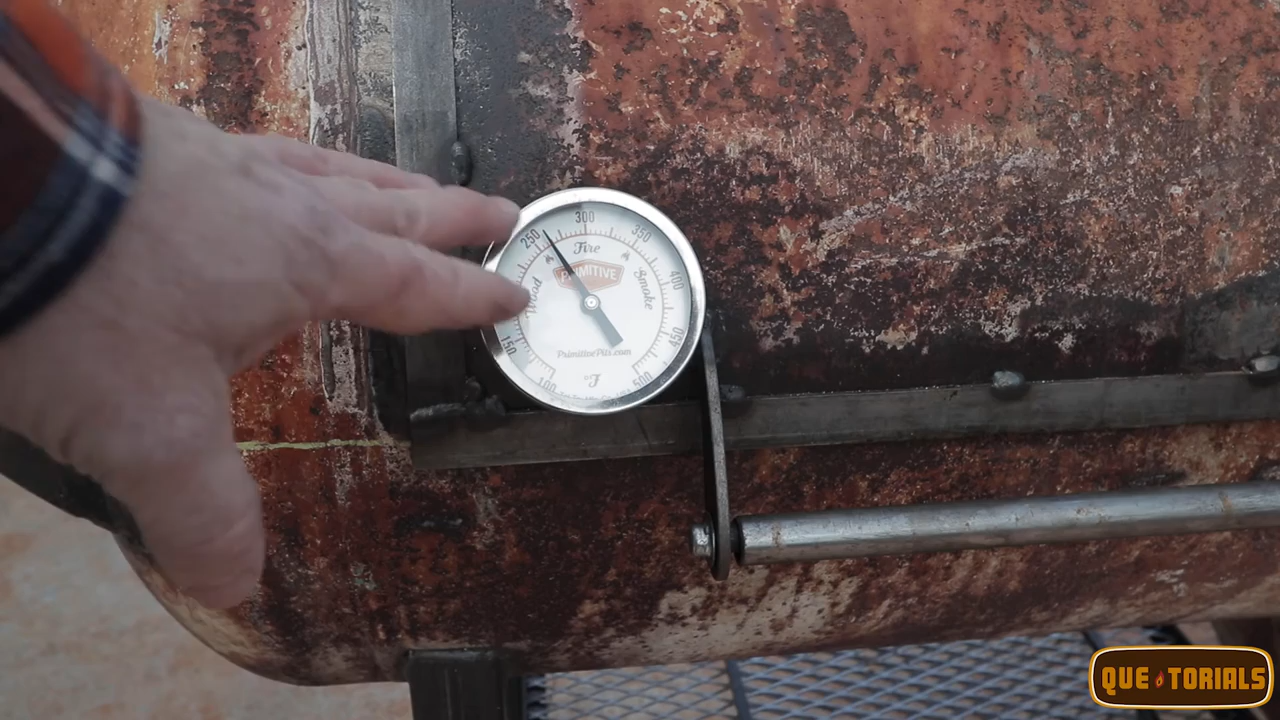 300
250
350
Fire
PRIMITIVE
400
Wood
Smoke
450
150
PrimitivePits.com
°F
100
500
QUE TORIALS